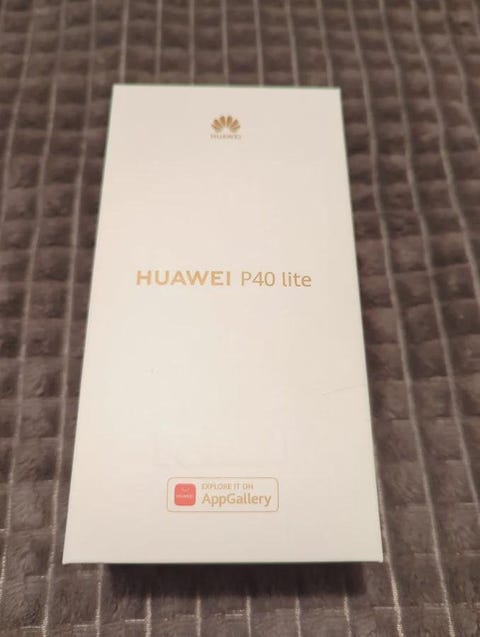 HUAWEI
HUAWEI P40 lite
EXPLORE IT ON
AppGallery
HUAWEI